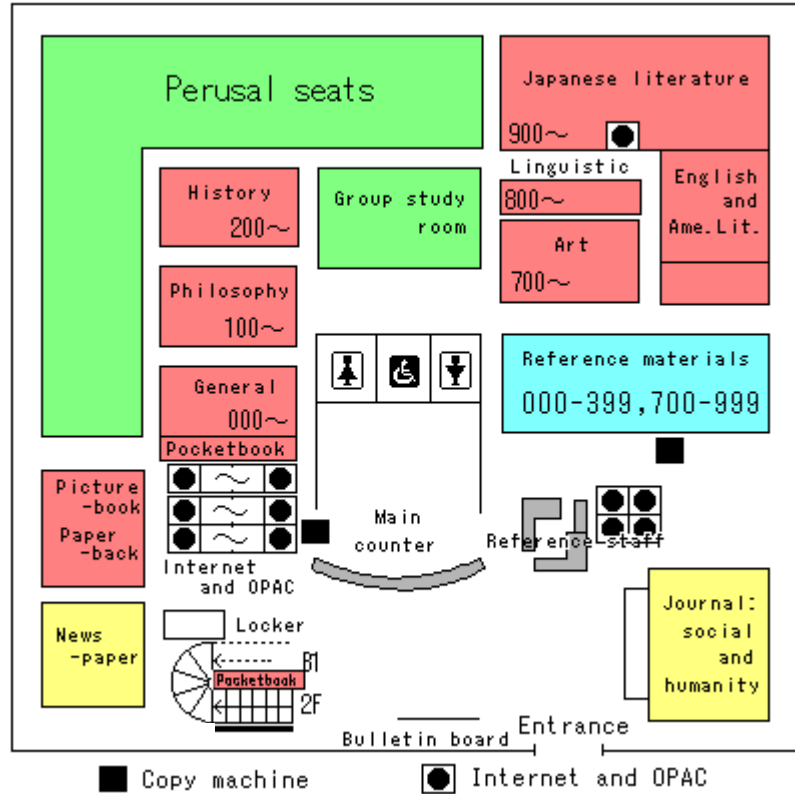 Perusal seats
Japanese literature
900～
Linguistic
800～
English
and
Ame.Lit.
History
200～
Group study
room
Art
700～
Philosophy
100～
General
000～
Pocketbook
Reference materials
000-399,700-999
Picture
-book
Paper
-back
～
～
～
Internet
and OPAC
Main
counter
Reference staff
News
-paper
Locker
B1
Pocketbook
2F
Journal:
social
and
humanity
Bulletin board
Entrance
Copy machine
Internet and OPAC